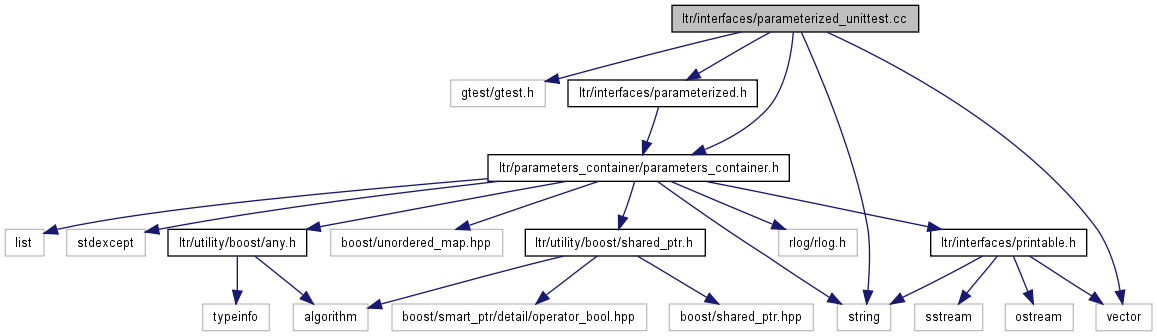 ltr/interfaces/parameterized_unittest.cc
gtest/gtest.h
ltr/interfaces/parameterized.h
ltr/parameters_container/parameters_container.h
list
stdexcept
ltr/utility/boost/any.h
boost/unordered_map.hpp
ltr/utility/boost/shared_ptr.h
rlog/rlog.h
ltr/interfaces/printable.h
typeinfo
algorithm
boost/smart_ptr/detail/operator_bool.hpp
boost/shared_ptr.hpp
string
sstream
ostream
vector